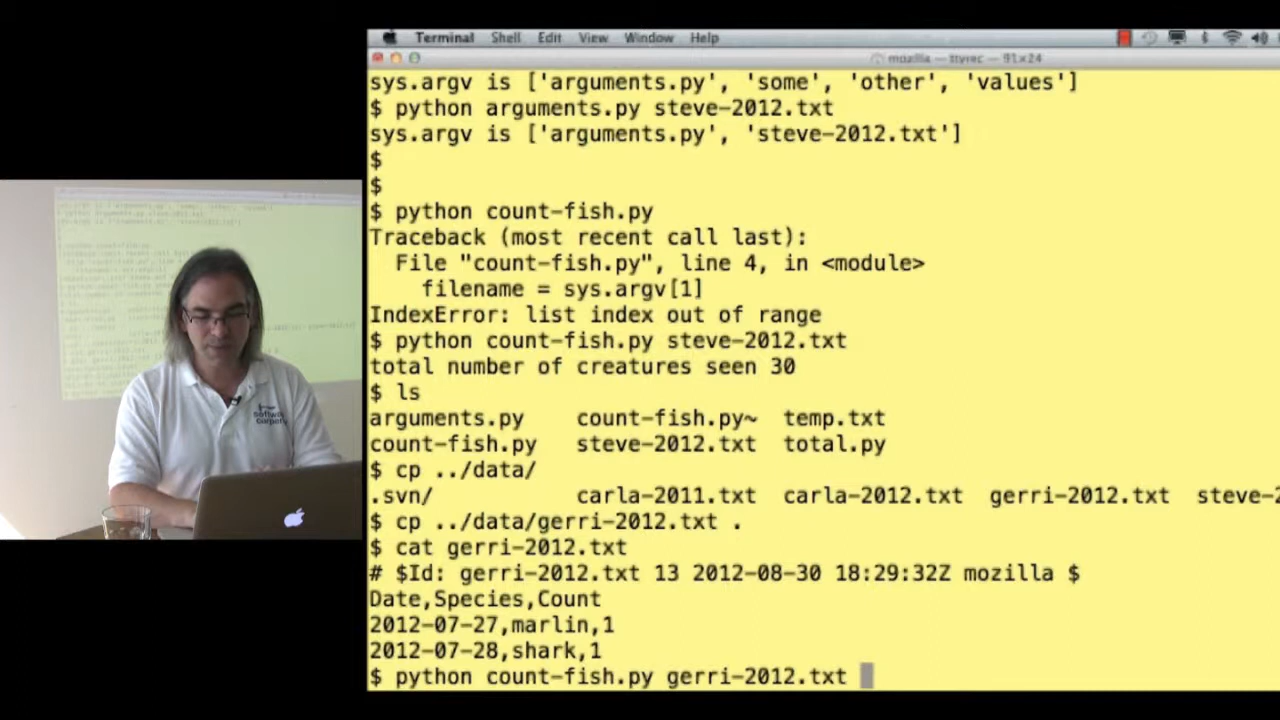 Terminal Shell Edit View Window Help
mozilla — ttyrec — 91×24
sys.argv is ['arguments.py', 'some', 'other', 'values']
$ python arguments.py steve-2012.txt
sys.argv is ['arguments.py', 'steve-2012.txt']
$
$
$ python count-fish.py
Traceback (most recent call last):
File "count-fish.py", line 4, in <module>
filename = sys.argv[1]
IndexError: list index out of range
$ python count-fish.py steve-2012.txt
total number of creatures seen 30
$ ls
arguments.py count-fish.py~ temp.txt
count-fish.py steve-2012.txt total.py
$ cp ../data/
.svn/ carla-2011.txt carla-2012.txt gerri-2012.txt steve-2
$ cp ../data/gerri-2012.txt .
$ cat gerri-2012.txt
# $Id: gerri-2012.txt 13 2012-08-30 18:29:32Z mozilla $
Date,Species,Count
2012-07-27,marlin,1
2012-07-28,shark,1
$ python count-fish.py gerri-2012.txt